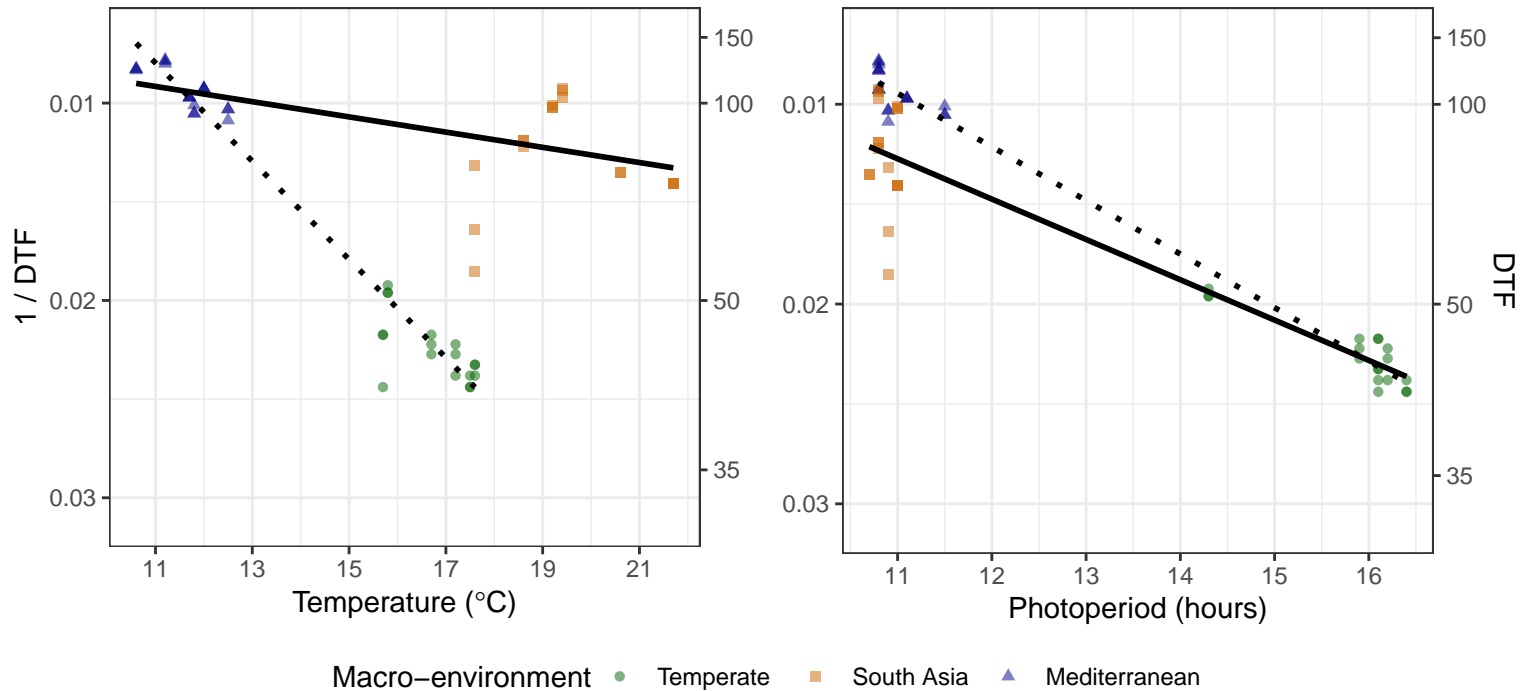 1 / DTF
0.01
0.02
0.03
150
100
50
35
11 13 15 17 19 21
Temperature (°C)
0.01
0.02
0.03
150
100
50
35
DTF
11 12 13 14 15 16
Photoperiod (hours)
Macro−environment Temperate South Asia Mediterranean